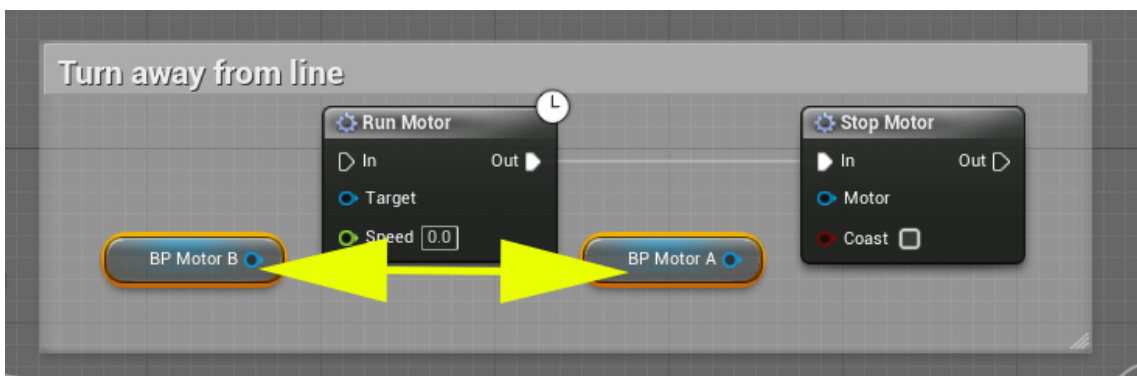 Turn away from line
Run Motor
In Out
Target
Speed 0.0
BP Motor B
BP Motor A
Stop Motor
In Out
Motor
Coast